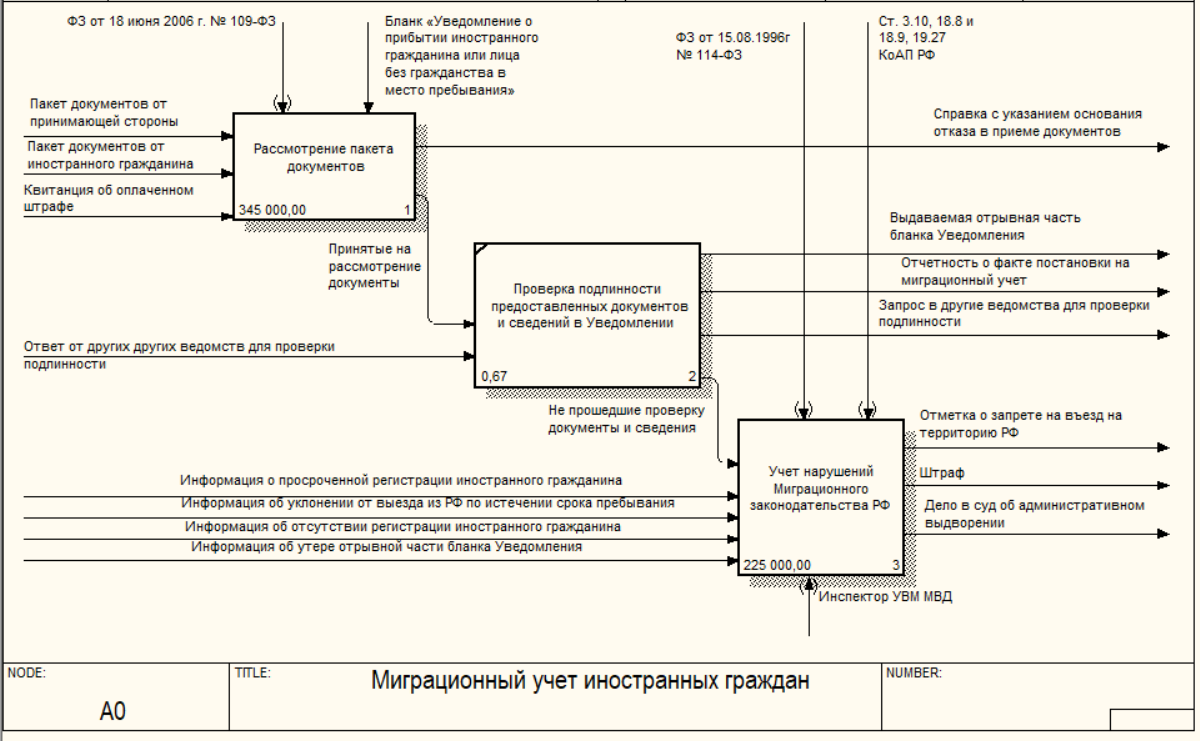 ФЗ от 18 июня 2006 г. № 109-ФЗ
Бланк «Уведомление о
прибытии иностранного
гражданина или лица
без гражданства в
место пребывания»
ФЗ от 15.08.1996г
№ 114-ФЗ
Ст. 3.10, 18.8 и
18.9, 19.27
КоАП РФ
Пакет документов от
принимающей стороны
Пакет документов от
иностранного гражданина
Квитанция об оплаченном
штрафе
Рассмотрение пакета
документов
345 000,00
1
Справка с указанием основания
отказа в приеме документов
Принятые на
рассмотрение
документы
Выдаваемая отрывная часть
бланка Уведомления
Отчетность о факте постановки на
миграционный учет
Запрос в другие ведомства для проверки
подлинности
Проверка подлинности
предоставленных документов
и сведений в Уведомлении
0,67
2
Ответ от других других ведомств для проверки
подлинности
Не прошедшие проверку
документы и сведения
Отметка о запрете на въезд на
территорию РФ
Штраф
Дело в суд об административном
выдворении
Учет нарушений
Миграционного
законодательства РФ
225 000,00
3
Информация о просроченной регистрации иностранного гражданина
Информация об уклонении от выезда из РФ по истечении срока пребывания
Информация об отсутствии регистрации иностранного гражданина
Информация об утере отрывной части бланка Уведомления
Инспектор УВМ МВД
NODE:
A0
TITLE:
Миграционный учет иностранных граждан
NUMBER: